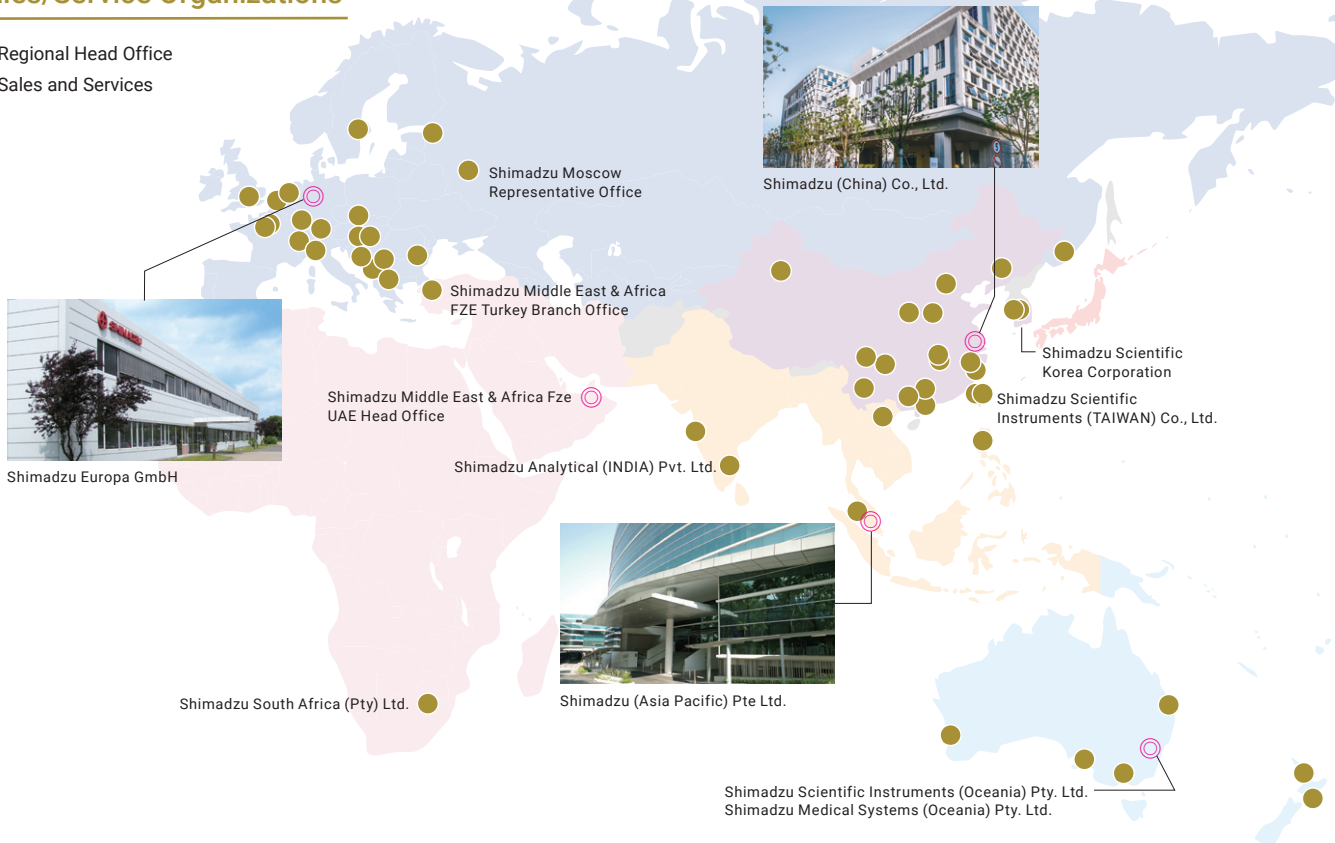 Service Organizations
Regional Head Office
Sales and Services
Shimadzu Moscow
Representative Office
Shimadzu (China) Co., Ltd.
Shimadzu Middle East & Africa
FZE Turkey Branch Office
SHIMADZU
Shimadzu Europa GmbH
Shimadzu Scientific
Korea Corporation
Shimadzu Middle East & Africa Fze
UAE Head Office
Shimadzu Scientific
Instruments (TAIWAN) Co., Ltd.
Shimadzu Analytical (INDIA) Pvt. Ltd.
Shimadzu (Asia Pacific) Pte Ltd.
Shimadzu South Africa (Pty) Ltd.
Shimadzu Scientific Instruments (Oceania) Pty. Ltd.
Shimadzu Medical Systems (Oceania) Pty. Ltd.